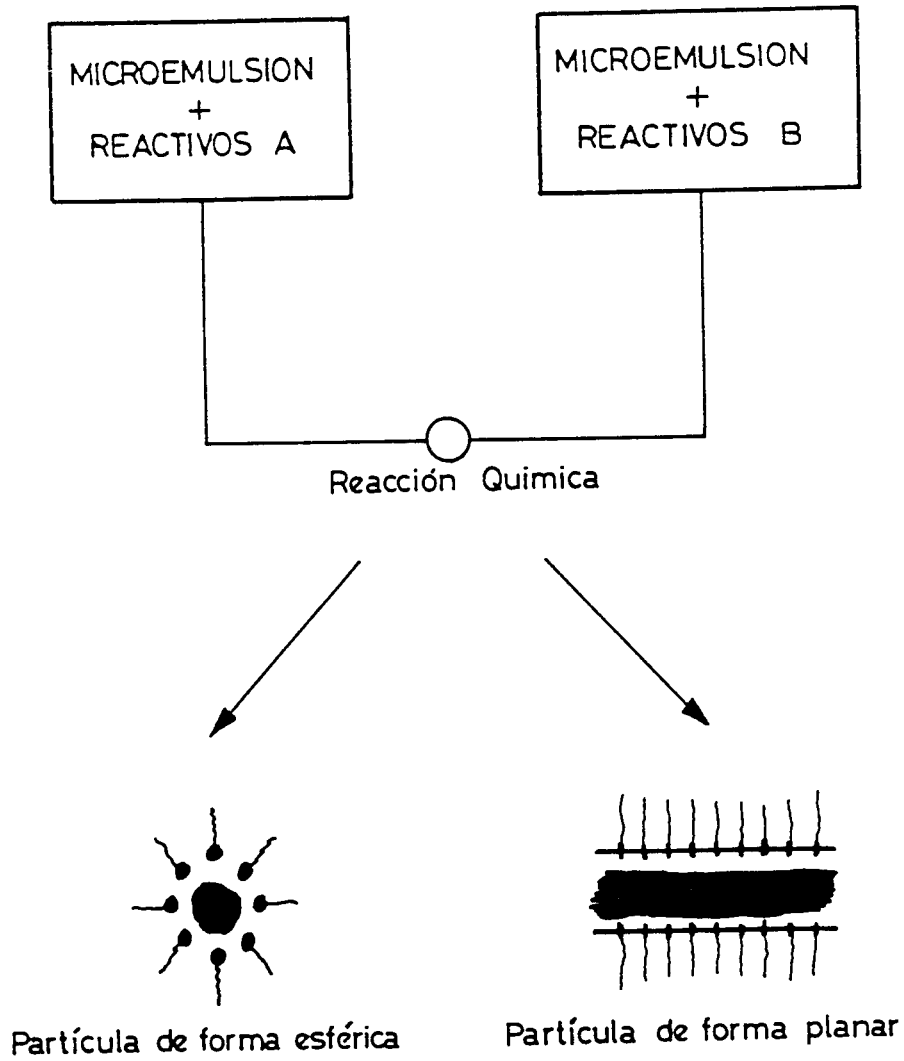 MICROEMULSION
+
REACTIVOS A
MICROEMULSION
+
REACTIVOS B
Reacción Quimica
Partícula de forma esférica
Partícula de forma planar